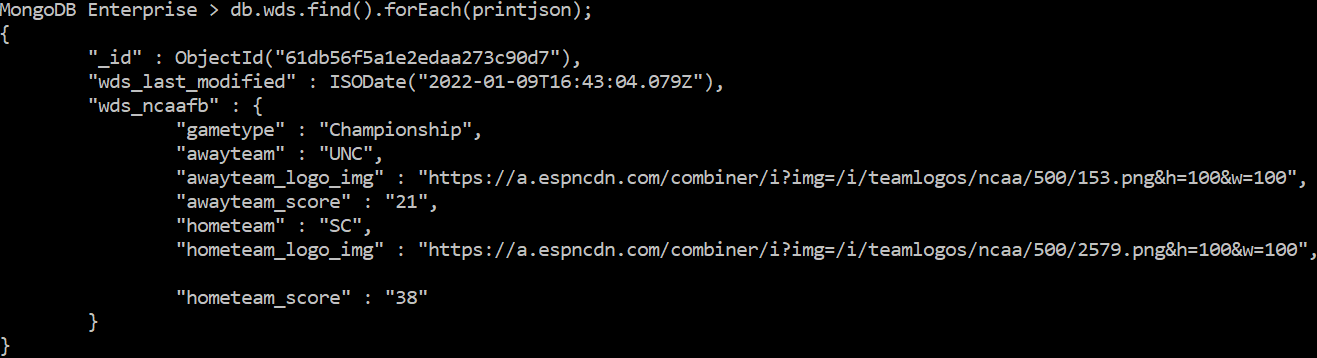 MongoDB Enterprise > db.wds.find().forEach(printjson);
{
        "_id" : ObjectId("61db56f5a1e2edaa273c90d7"),
        "wds_last_modified" : ISODate("2022-01-09T16:43:04.079Z"),
        "wds_ncaafb" : {
                "gametype" : "Championship",
                "awayteam" : "UNC",
                "awayteam_logo_img" : "https://a.espncdn.com/combiner/i?img=/i/teamlogos/ncaa/500/153.png&h=100&w=100",
                "awayteam_score" : "21",
                "hometeam" : "SC",
                "hometeam_logo_img" : "https://a.espncdn.com/combiner/i?img=/i/teamlogos/ncaa/500/2579.png&h=100&w=100",
                "hometeam_score" : "38"
        }
}